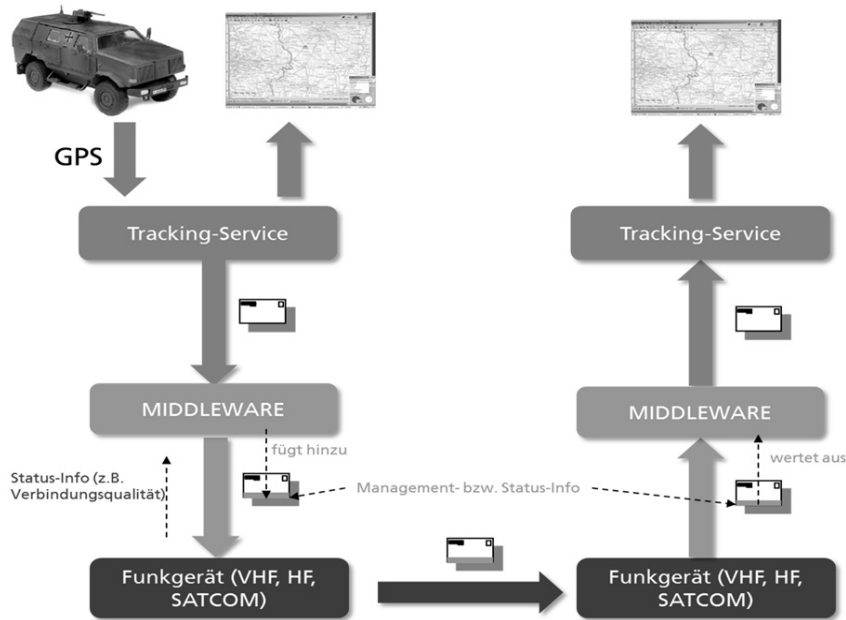 GPS
Tracking-Service
Tracking-Service
MIDDLEWARE
MIDDLEWARE
fügt hinzu
wertet aus
Status-Info (z.B.
Verbindungsqualität)
Management- bzw. Status-Info
Funkgerät (VHF, HF,
SATCOM)
Funkgerät (VHF, HF,
SATCOM)